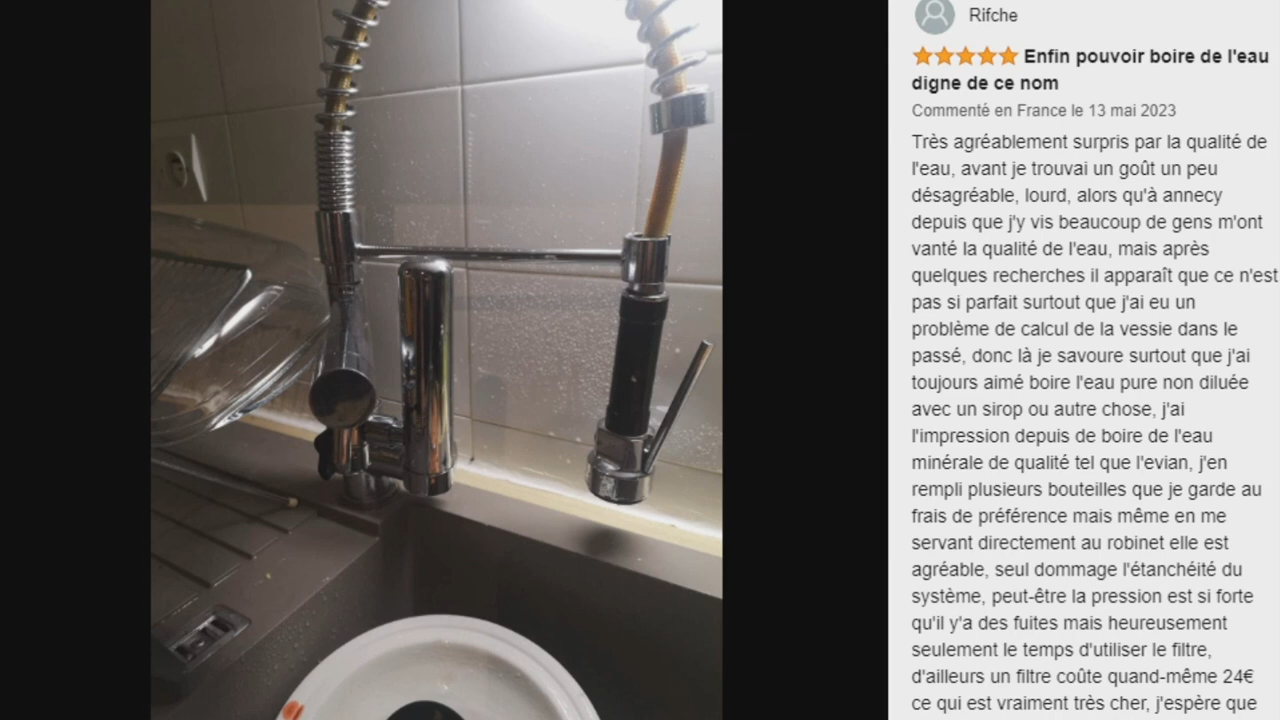 Rifche
Enfin pouvoir boire de l'eau
digne de ce nom
Commenté en France le 13 mai 2023
Très agréablement surpris par la qualité de
l'eau, avant je trouvai un goût un peu
désagréable, lourd, alors qu'à annecy
depuis que j'y vis beaucoup de gens m'ont
vanté la qualité de l'eau, mais après
quelques recherches il apparaît que ce n'est
pas si parfait surtout que j'ai eu un
problème de calcul de la vessie dans le
passé, donc là je savoure surtout que j'ai
toujours aimé boire l'eau pure non diluée
avec un sirop ou autre chose, j'ai
l'impression depuis de boire de l'eau
minérale de qualité tel que l'evian, j'en
rempli plusieurs bouteilles que je garde au
frais de préférence mais même en me
servant directement au robinet elle est
agréable, seul dommage l'étanchéité du
système, peut-être la pression est si forte
qu'il y'a des fuites mais heureusement
seulement le temps d'utiliser le filtre,
d'ailleurs un filtre coûte quand-même 24€
ce qui est vraiment très cher, j'espère que